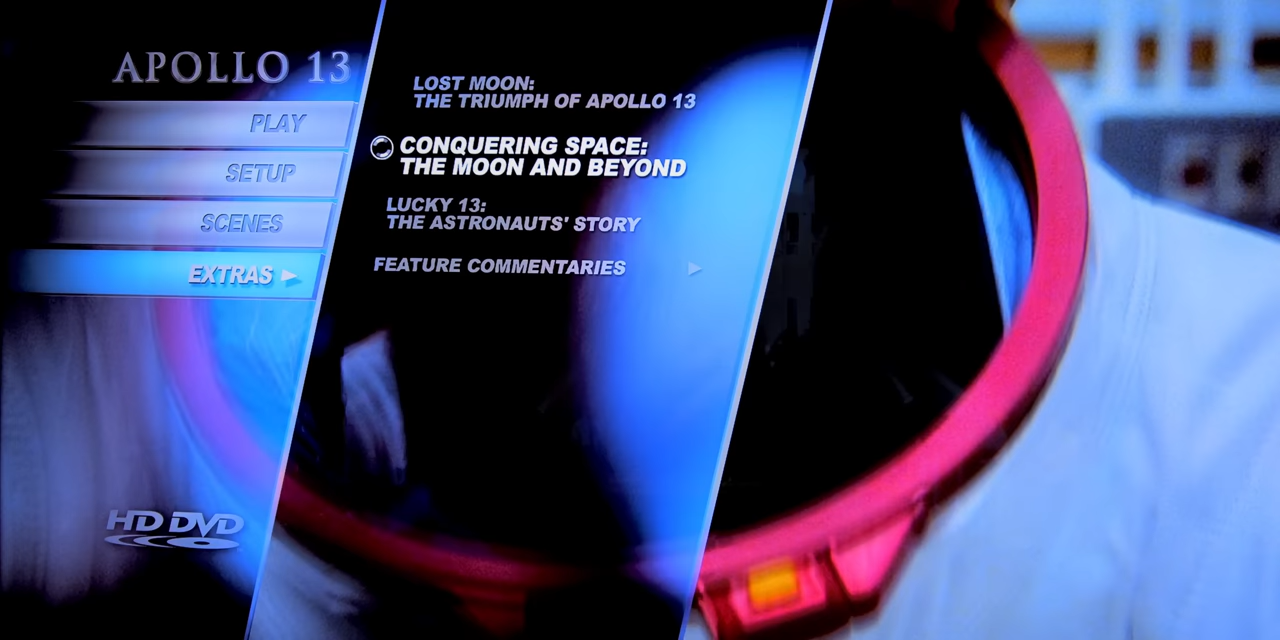 APOLLO 13
PLAY
SETUP
SCENES
EXTRAS
LOST MOON:
THE TRIUMPH OF APOLLO 13
CONQUERING SPACE:
THE MOON AND BEYOND
LUCKY 13:
THE ASTRONAUTS' STORY
FEATURE COMMENTARIES
HD DVD